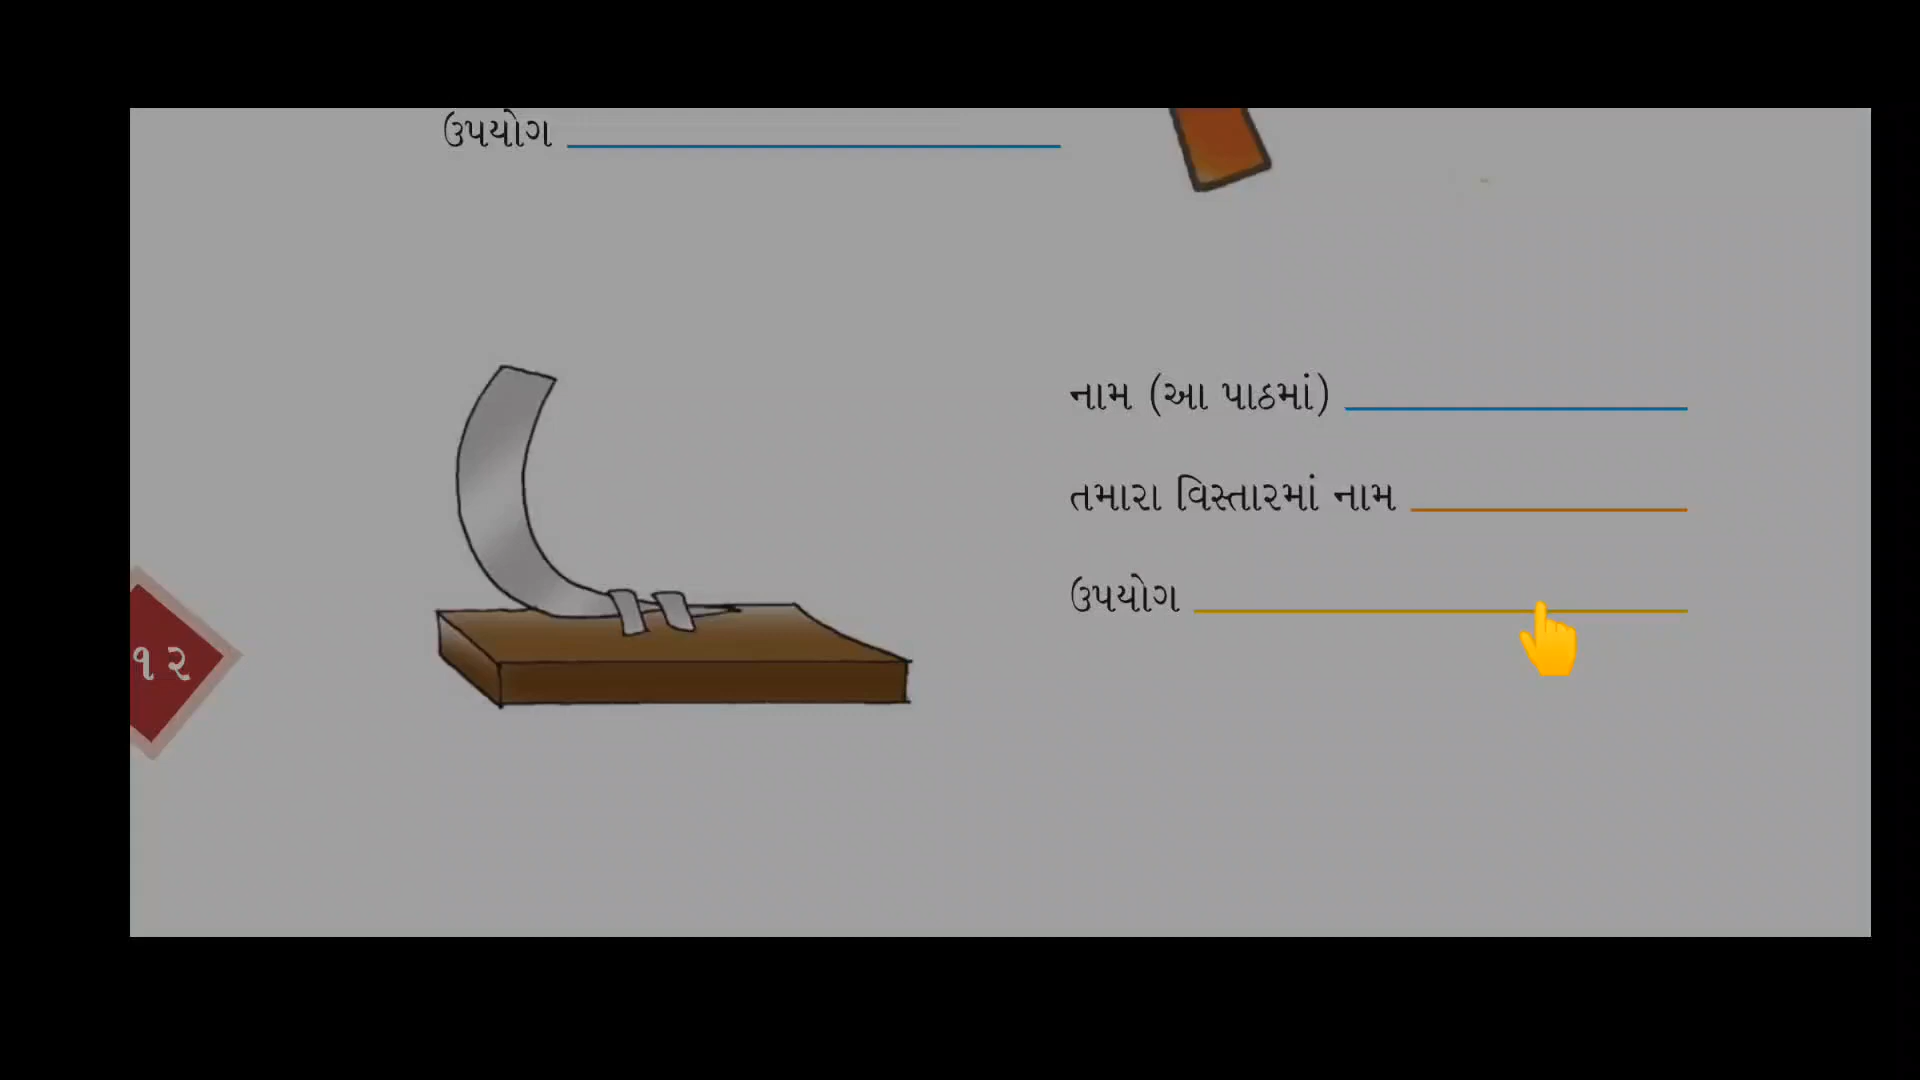 ઉપયોગ
નામ (આ પાઠમાં)
તમારા વિસ્તારમાં નામ
ઉપયોગ
૧૨